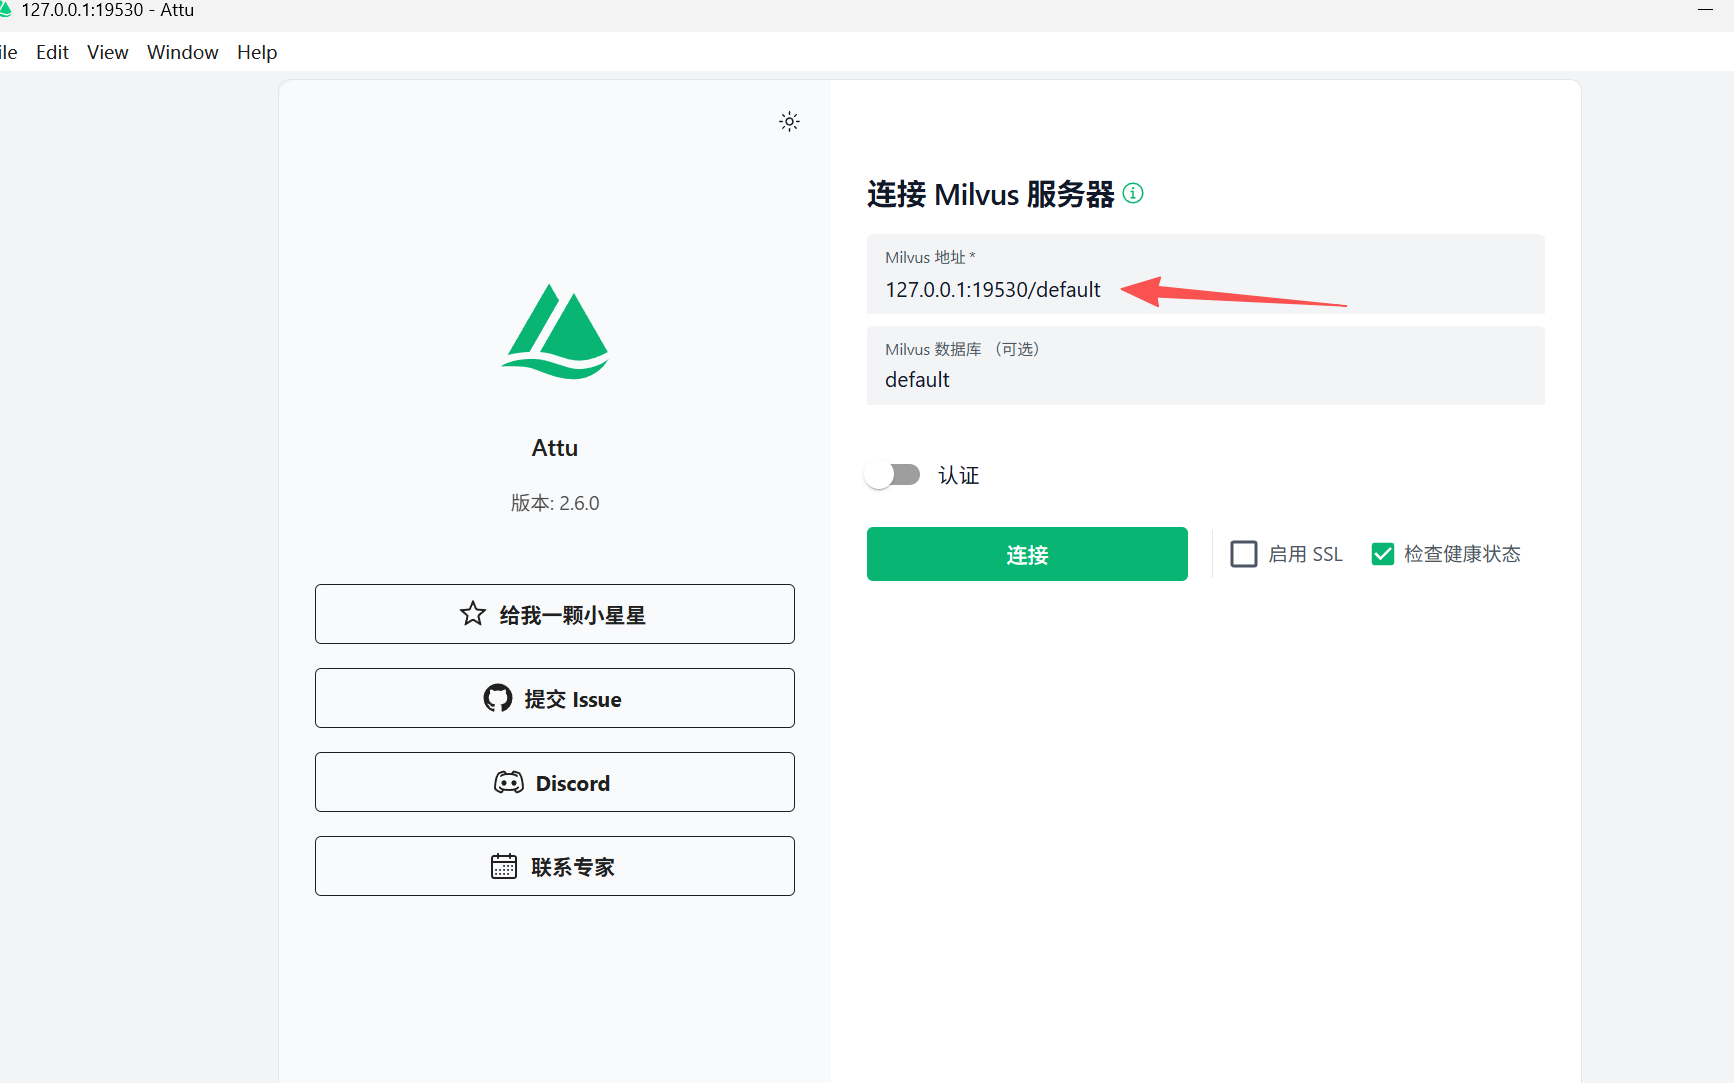 127.0.0.1:19530 - Attu
ile Edit View Window Help
Attu
版本: 2.6.0
给我一颗小星星
提交 Issue
Discord
联系专家
连接 Milvus 服务器
Milvus 地址 *
127.0.0.1:19530/default
Milvus 数据库 （可选）
default
认证
连接
启用 SSL
检查健康状态